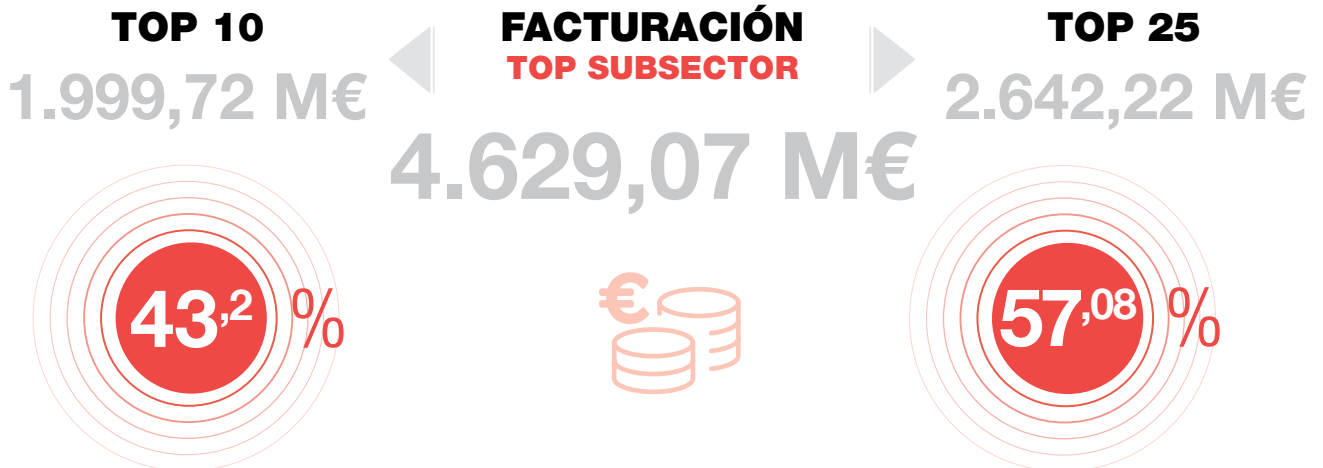 TOP 10
1.999,72 M€
43,2 %
FACTURACIÓN
TOP SUBSECTOR
4.629,07 M€
€
TOP 25
2.642,22 M€
57,08 %